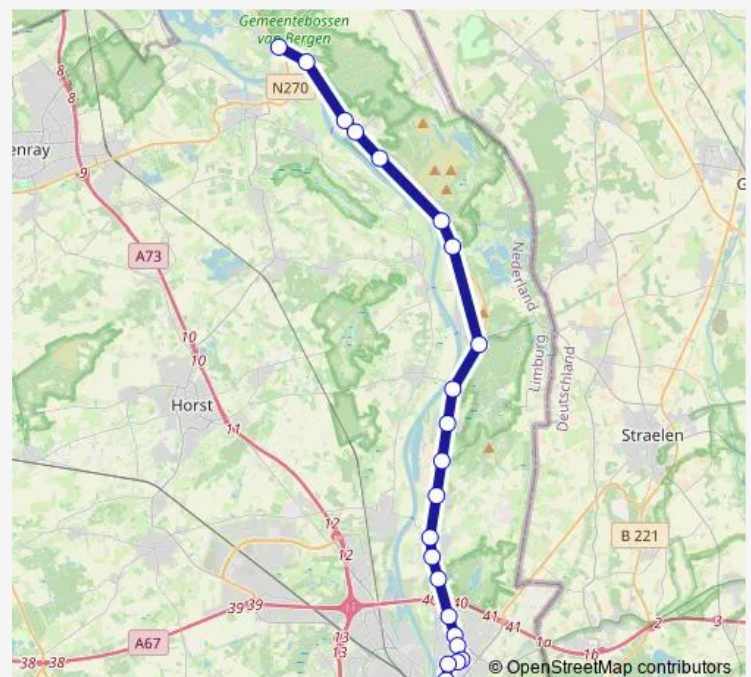 Gemeentebossen
van Bergen
8
8
N270
enray
9
G
A73
Nederland
Limburg
Deutschland
10
10
Horst
11
Straelen
12
12
B 221
39 39
40
41
41
1a
16
2
3
13
13
A67
38 38
© OpenStreetMap contributors